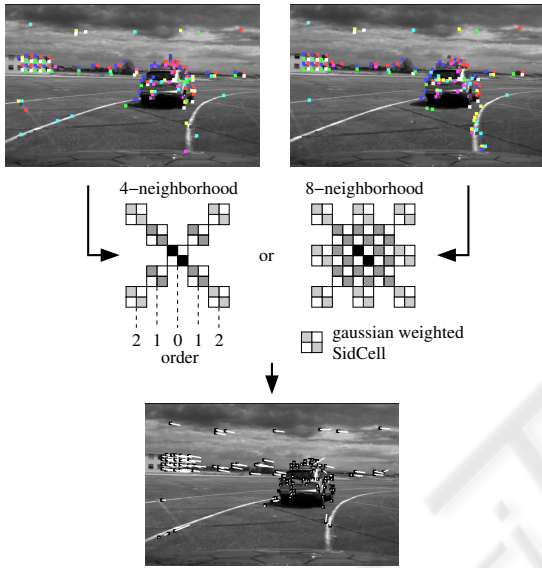 4-neighborhood
8-neighborhood
or
2 1 0 1 2
order
gaussian weighted
SidCell